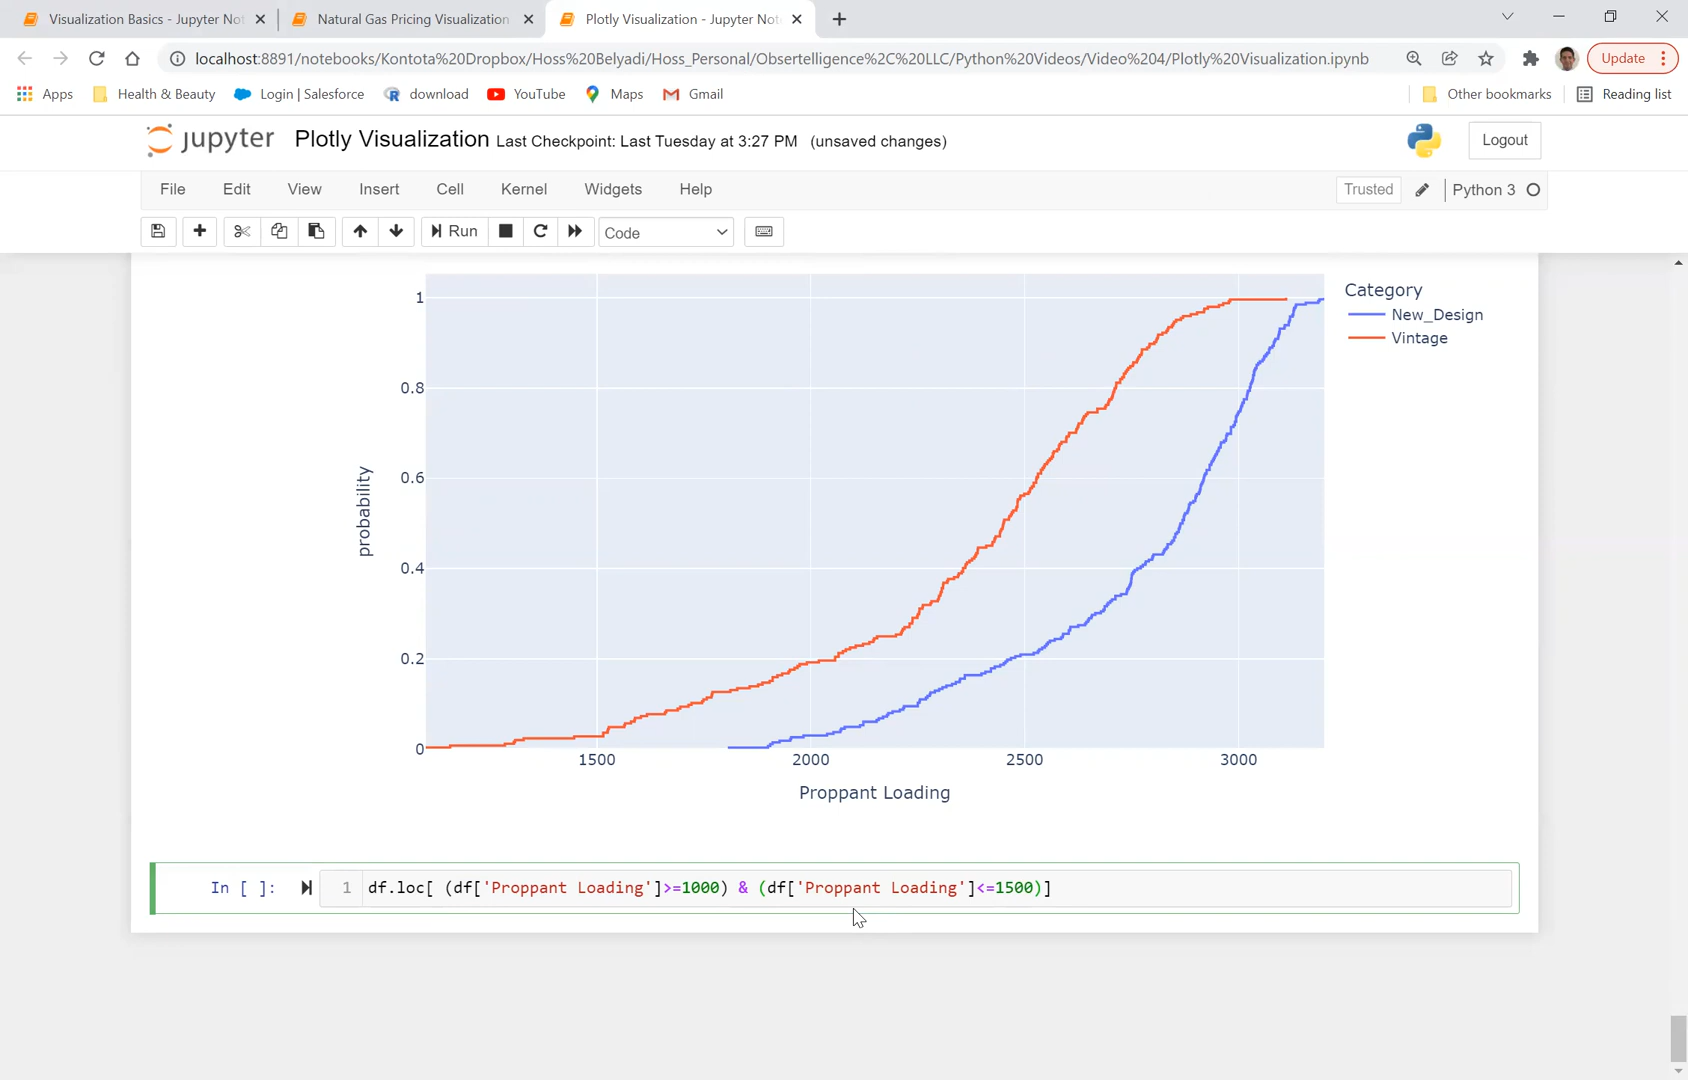 Visualization Basics - Jupyter Not
Natural Gas Pricing Visualization
Plotly Visualization - Jupyter Not
localhost:8891/notebooks/Kontota%20Dropbox/Hoss%20Belyadi/Hoss_Personal/Obsertelligence%2C%20LLC/Python%20Videos/Video%204/Plotly%20Visualization.ipynb
Update
Apps Health & Beauty Login | Salesforce download YouTube Maps Gmail Other bookmarks Reading list
jupyter Plotly Visualization Last Checkpoint: Last Tuesday at 3:27 PM (unsaved changes) Logout
File Edit View Insert Cell Kernel Widgets Help Trusted Python 3
Run Code
Category
New_Design
Vintage
1
0.8
0.6
0.4
0.2
0
probability
1500 2000 2500 3000
Proppant Loading
In [ ]: 1 df.loc[ (df['Proppant Loading']>=1000) & (df['Proppant Loading']<=1500)]